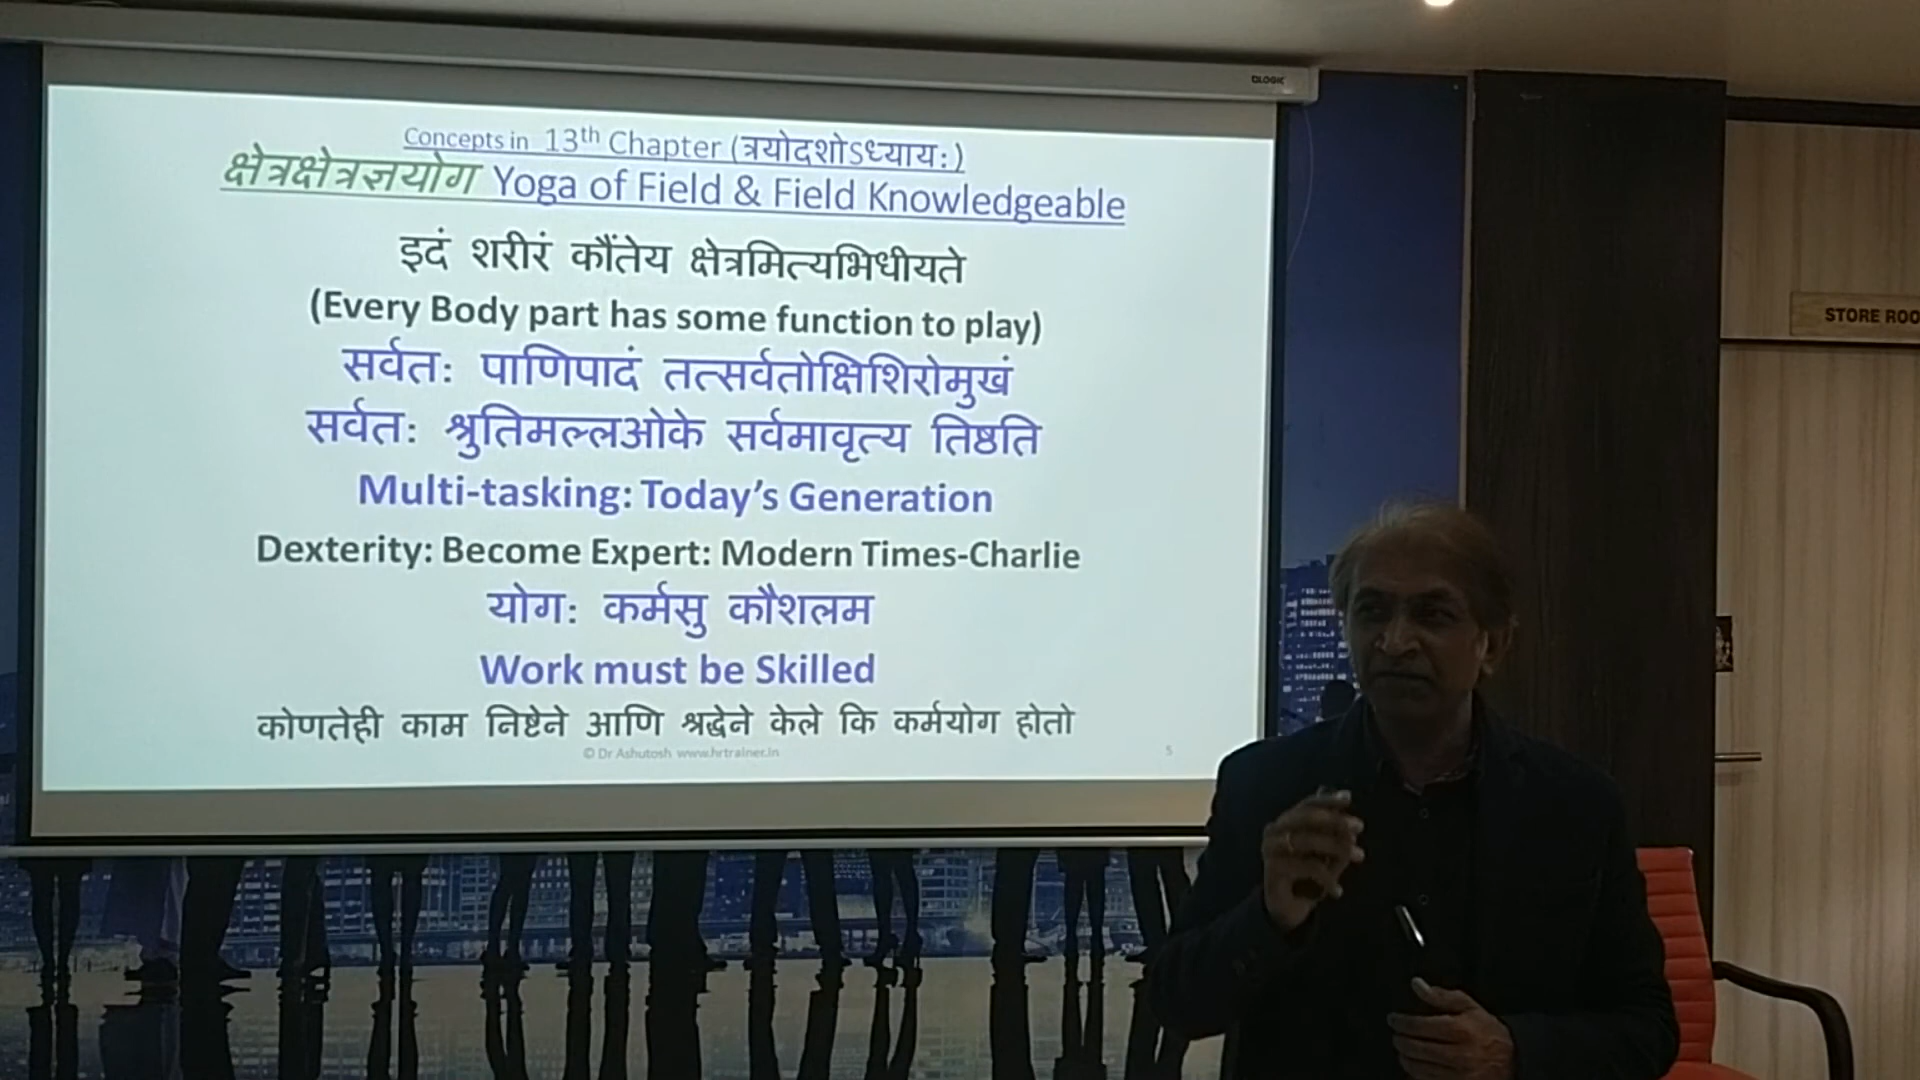 DLOGIC
Concepts in 13th Chapter (त्रयोदशोऽध्यायः)
क्षेत्रक्षेत्रज्ञयोग Yoga of Field & Field Knowledgeable
इदं शरीरं कौंतेय क्षेत्रमित्यभिधीयते
(Every Body part has some function to play)
सर्वतः पाणिपादं तत्सर्वतोक्षिशिरोमुखं
सर्वतः श्रुतिमल्लओके सर्वमावृत्य तिष्ठति
Multi-tasking: Today's Generation
Dexterity: Become Expert: Modern Times-Charlie
योगः कर्मसु कौशलम
Work must be Skilled
कोणतेही काम निष्टेने आणि श्रद्धेने केले कि कर्मयोग होतो
© Dr Ashutosh www.hrtrainer.in
5
STORE ROO